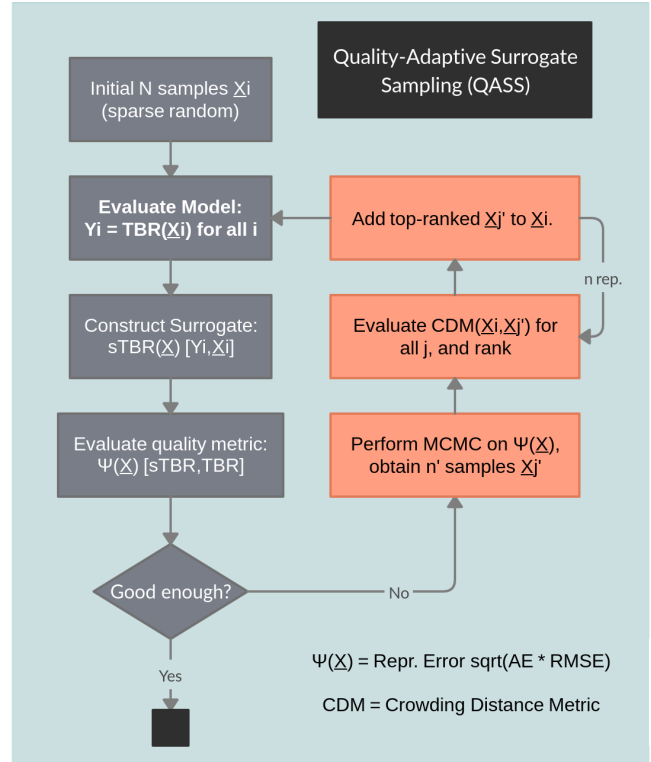 Quality-Adaptive Surrogate
Sampling (QASS)
Initial N samples Xi
(sparse random)
Evaluate Model:
Yi = TBR(Xi) for all i
Construct Surrogate:
sTBR(X) [Yi,Xi]
Evaluate quality metric:
Ψ(X) [sTBR,TBR]
Good enough?
Yes
No
Perform MCMC on Ψ(X),
obtain n' samples Xj'
Evaluate CDM(Xi,Xj') for
all j, and rank
Add top-ranked Xj' to Xi.
n rep.
Ψ(X) = Repr. Error sqrt(AE * RMSE)
CDM = Crowding Distance Metric